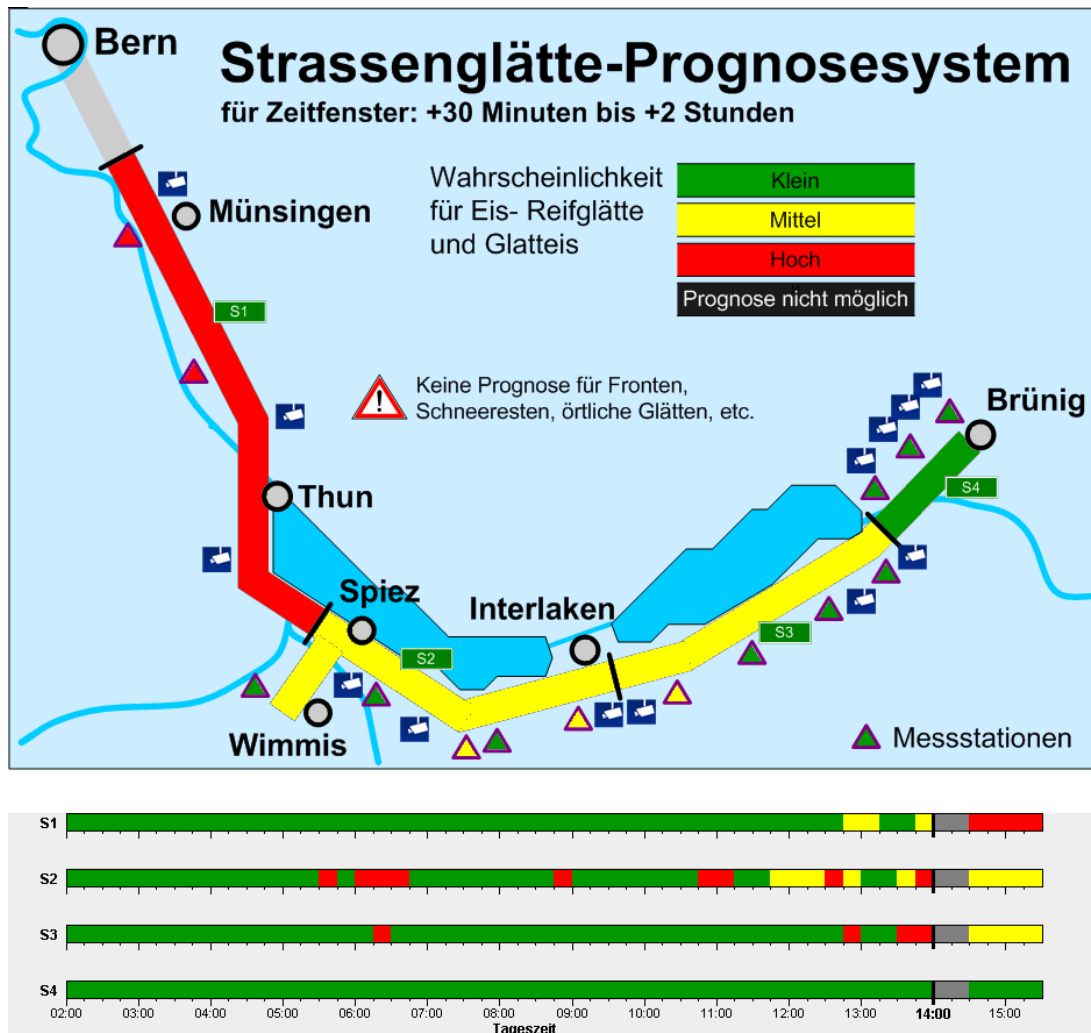 Bern
Strassenglätte-Prognosesystem
für Zeitfenster: +30 Minuten bis +2 Stunden
Wahrscheinlichkeit
für Eis- Reifglätte
und Glatteis
Klein
Mittel
Hoch
Prognose nicht möglich
Münsingen
S1
Keine Prognose für Fronten,
Schneeresten, örtliche Glätten, etc.
Brünig
S4
Thun
Spiez
Interlaken
S3
S2
Wimmis
Messstationen
S1
S2
S3
S4
02:00 03:00 04:00 05:00 06:00 07:00 08:00 09:00 10:00 11:00 12:00 13:00 14:00 15:00
Tageszeit